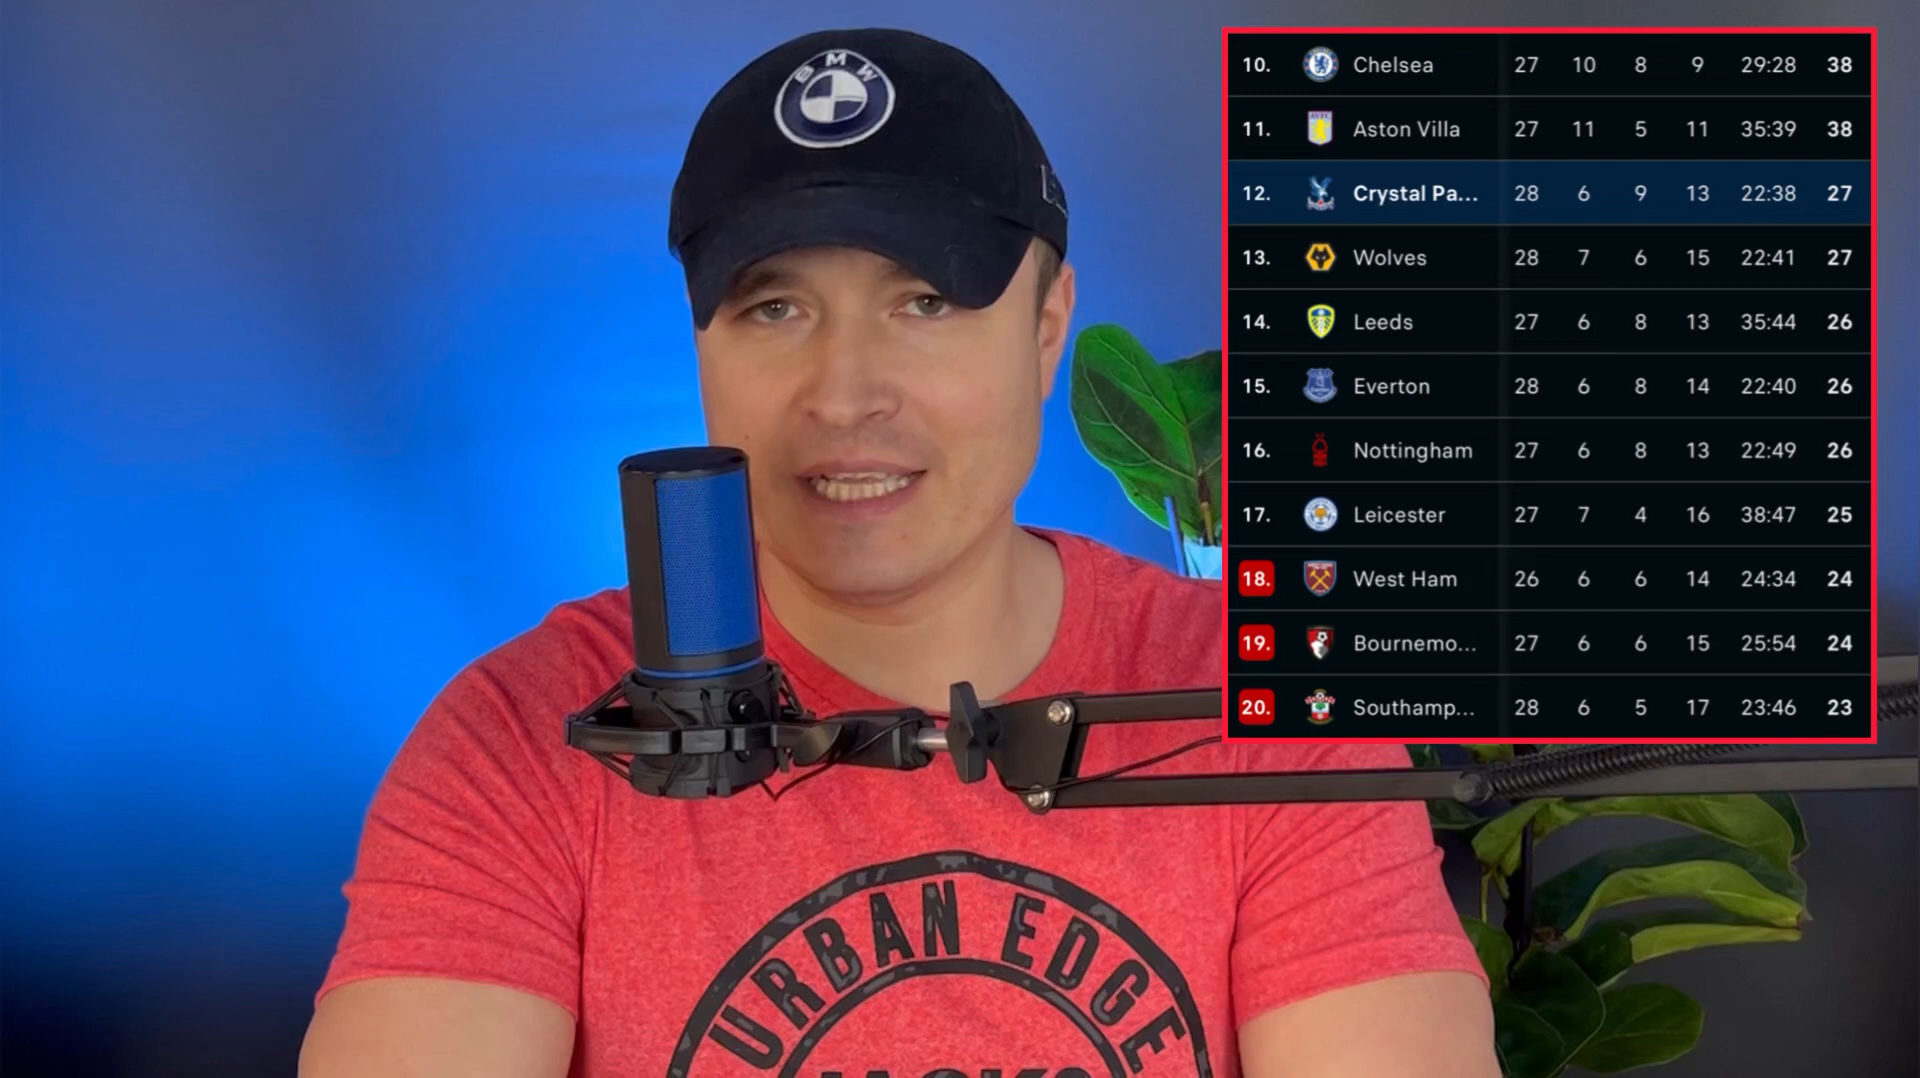 BMW
10. Chelsea 27 10 8 9 29:28 38
11. Aston Villa 27 11 5 11 35:39 38
12. Crystal Pa... 28 6 9 13 22:38 27
13. Wolves 28 7 6 15 22:41 27
14. Leeds 27 6 8 13 35:44 26
15. Everton 28 6 8 14 22:40 26
16. Nottingham 27 6 8 13 22:49 26
17. Leicester 27 7 4 16 38:47 25
18. West Ham 26 6 6 14 24:34 24
19. Bournemo... 27 6 6 15 25:54 24
20. Southamp... 28 6 5 17 23:46 23
URBAN EDGE